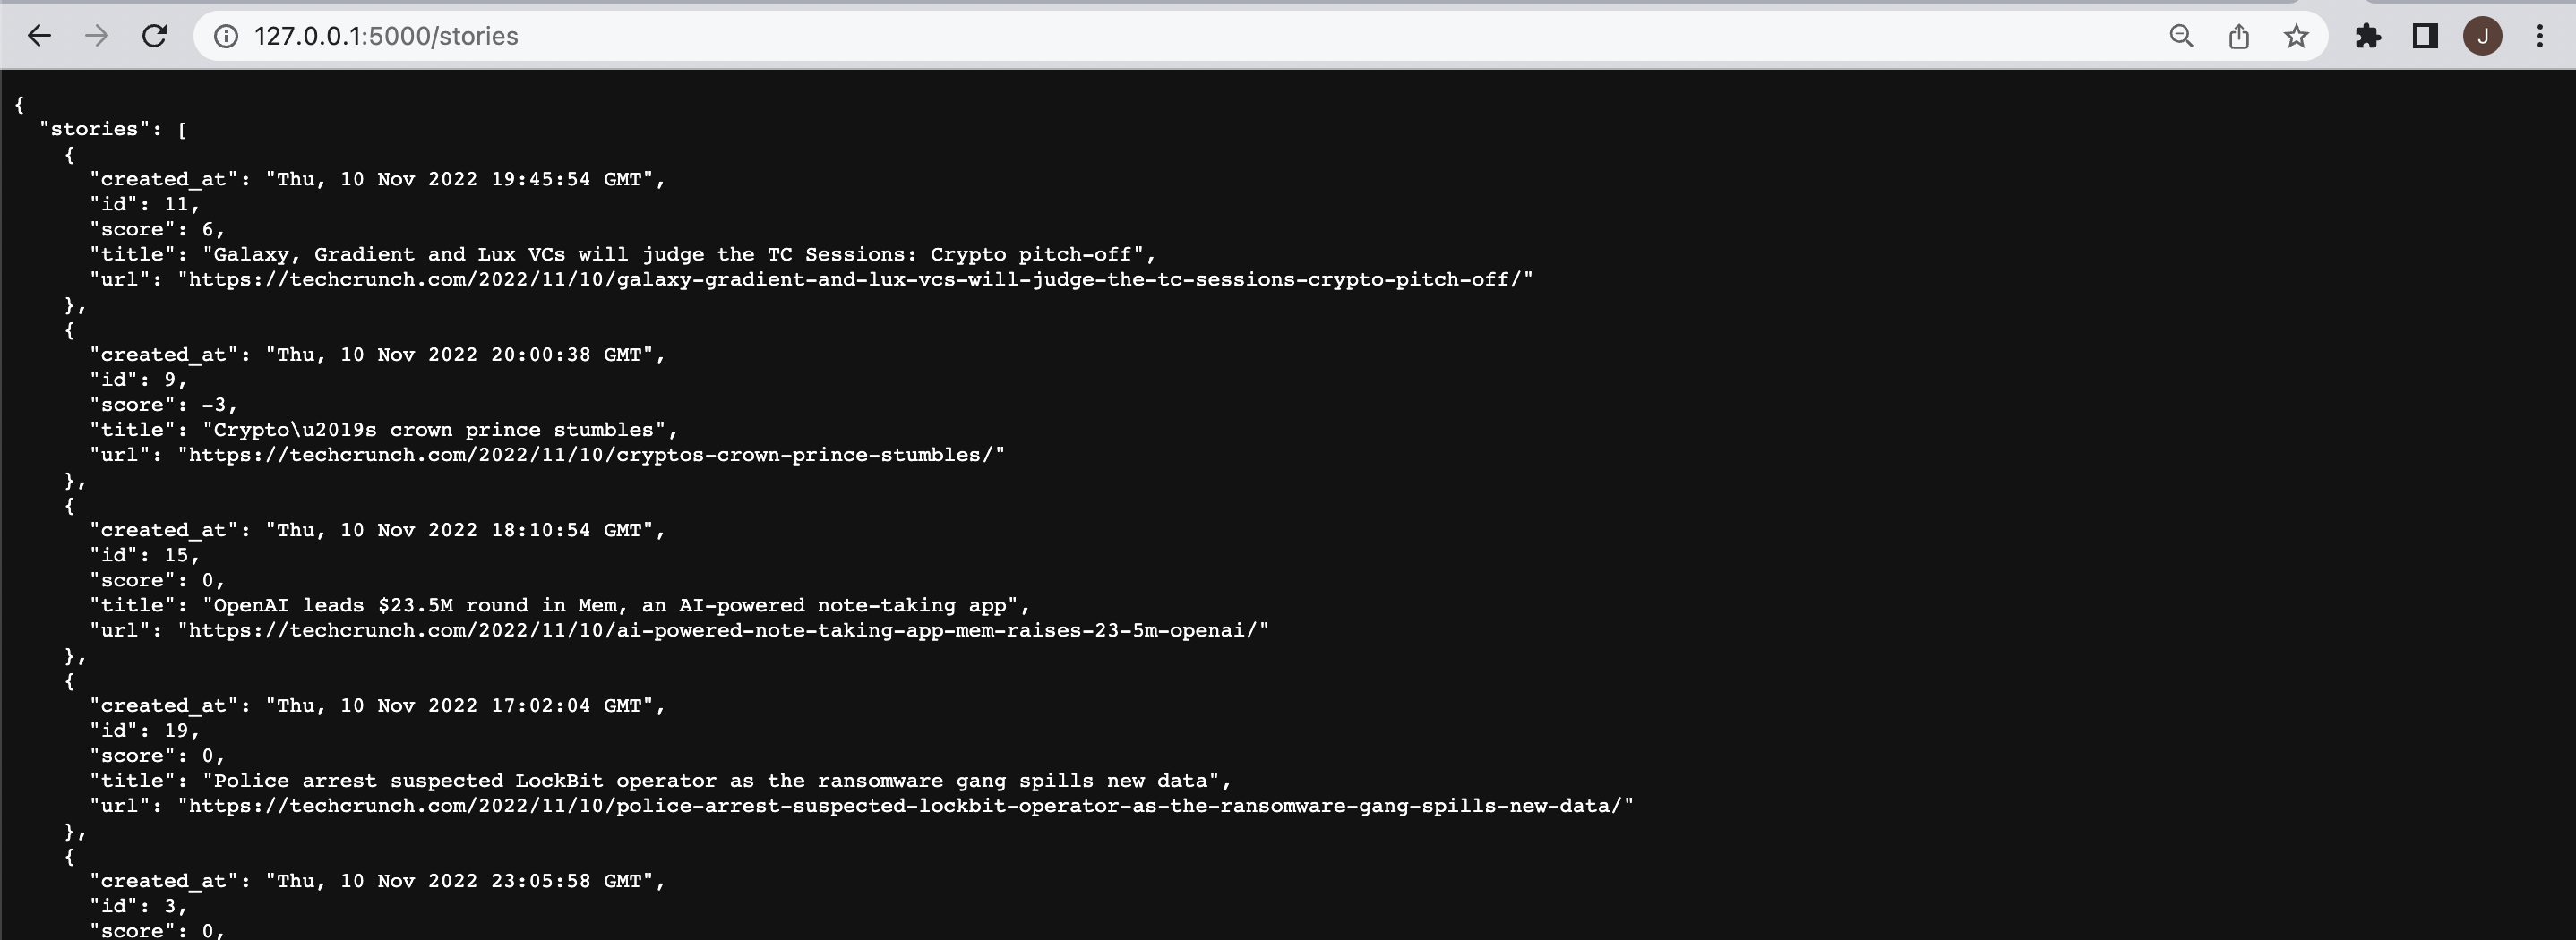 127.0.0.1:5000/stories
J
{
"stories": [
{
"created_at": "Thu, 10 Nov 2022 19:45:54 GMT",
"id": 11,
"score": 6,
"title": "Galaxy, Gradient and Lux VCs will judge the TC Sessions: Crypto pitch-off",
"url": "https://techcrunch.com/2022/11/10/galaxy-gradient-and-lux-vcs-will-judge-the-tc-sessions-crypto-pitch-off/"
},
{
"created_at": "Thu, 10 Nov 2022 20:00:38 GMT",
"id": 9,
"score": -3,
"title": "Crypto\u2019s crown prince stumbles",
"url": "https://techcrunch.com/2022/11/10/cryptos-crown-prince-stumbles/"
},
{
"created_at": "Thu, 10 Nov 2022 18:10:54 GMT",
"id": 15,
"score": 0,
"title": "OpenAI leads $23.5M round in Mem, an AI-powered note-taking app",
"url": "https://techcrunch.com/2022/11/10/ai-powered-note-taking-app-mem-raises-23-5m-openai/"
},
{
"created_at": "Thu, 10 Nov 2022 17:02:04 GMT",
"id": 19,
"score": 0,
"title": "Police arrest suspected LockBit operator as the ransomware gang spills new data",
"url": "https://techcrunch.com/2022/11/10/police-arrest-suspected-lockbit-operator-as-the-ransomware-gang-spills-new-data/"
},
{
"created_at": "Thu, 10 Nov 2022 23:05:58 GMT",
"id": 3,
"score": 0,